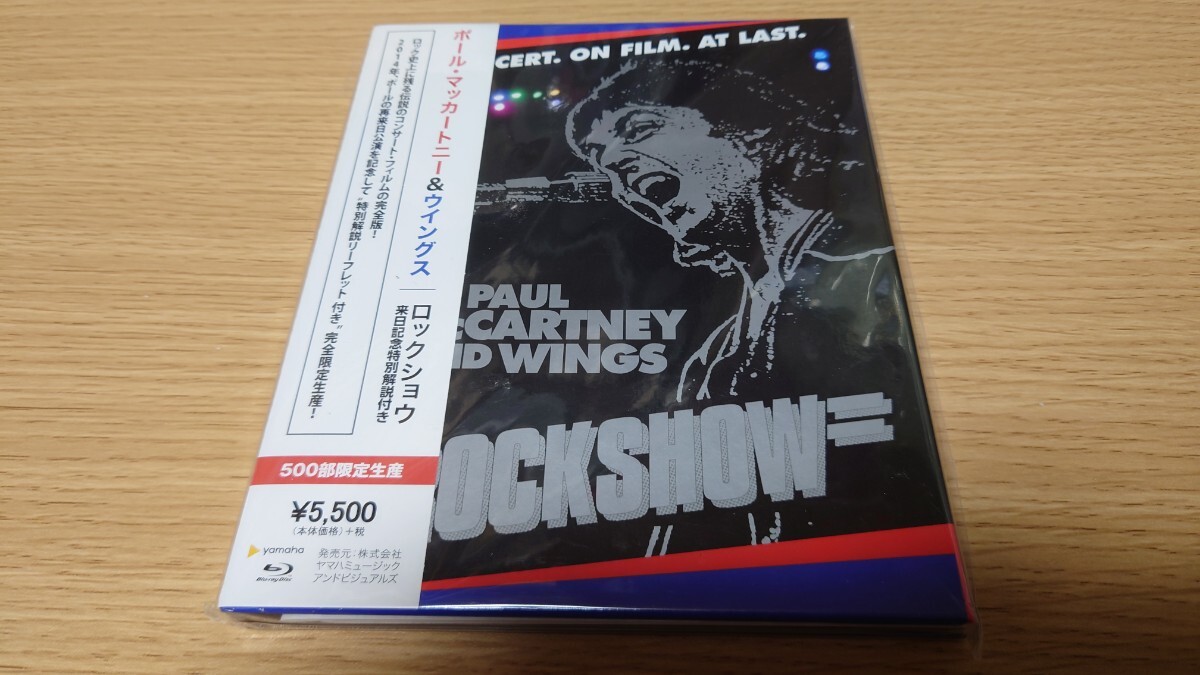 ポール・マッカートニー&ウイングス ロックショウ
来日記念特別解説付き
ロック史上に残る伝説のコンサート・フィルムの完全版!
2014年、ポールの再来日公演を記念して"特別解説リーフレット付き"完全限定生産!
500部限定生産
¥5,500
(本体価格)+税
yamaha
Blu-ray Disc
発売元:株式会社
ヤマハミュージック
アンドビジュアルズ
CERT. ON FILM. AT LAST.
PAUL
CARTNEY
D WINGS
ROCKSHOW